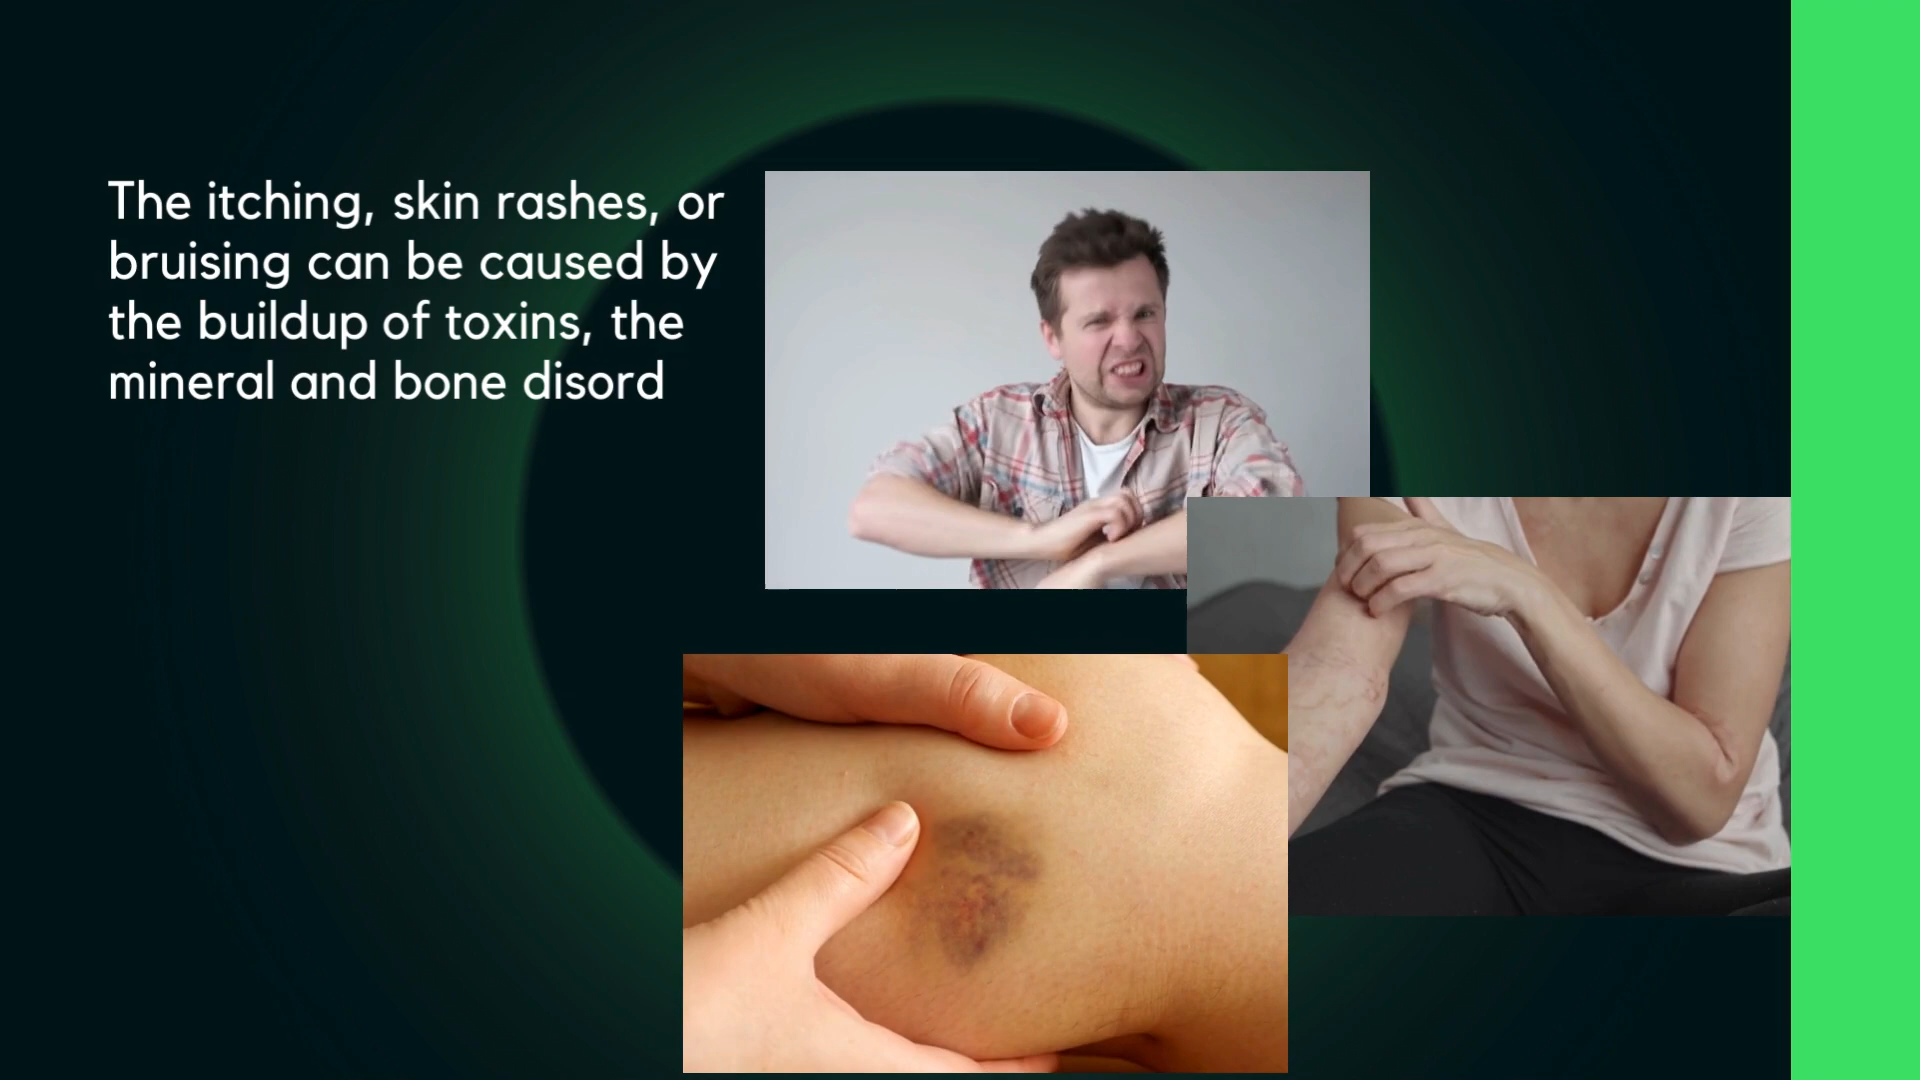 The itching, skin rashes, or
bruising can be caused by
the buildup of toxins, the
mineral and bone disord